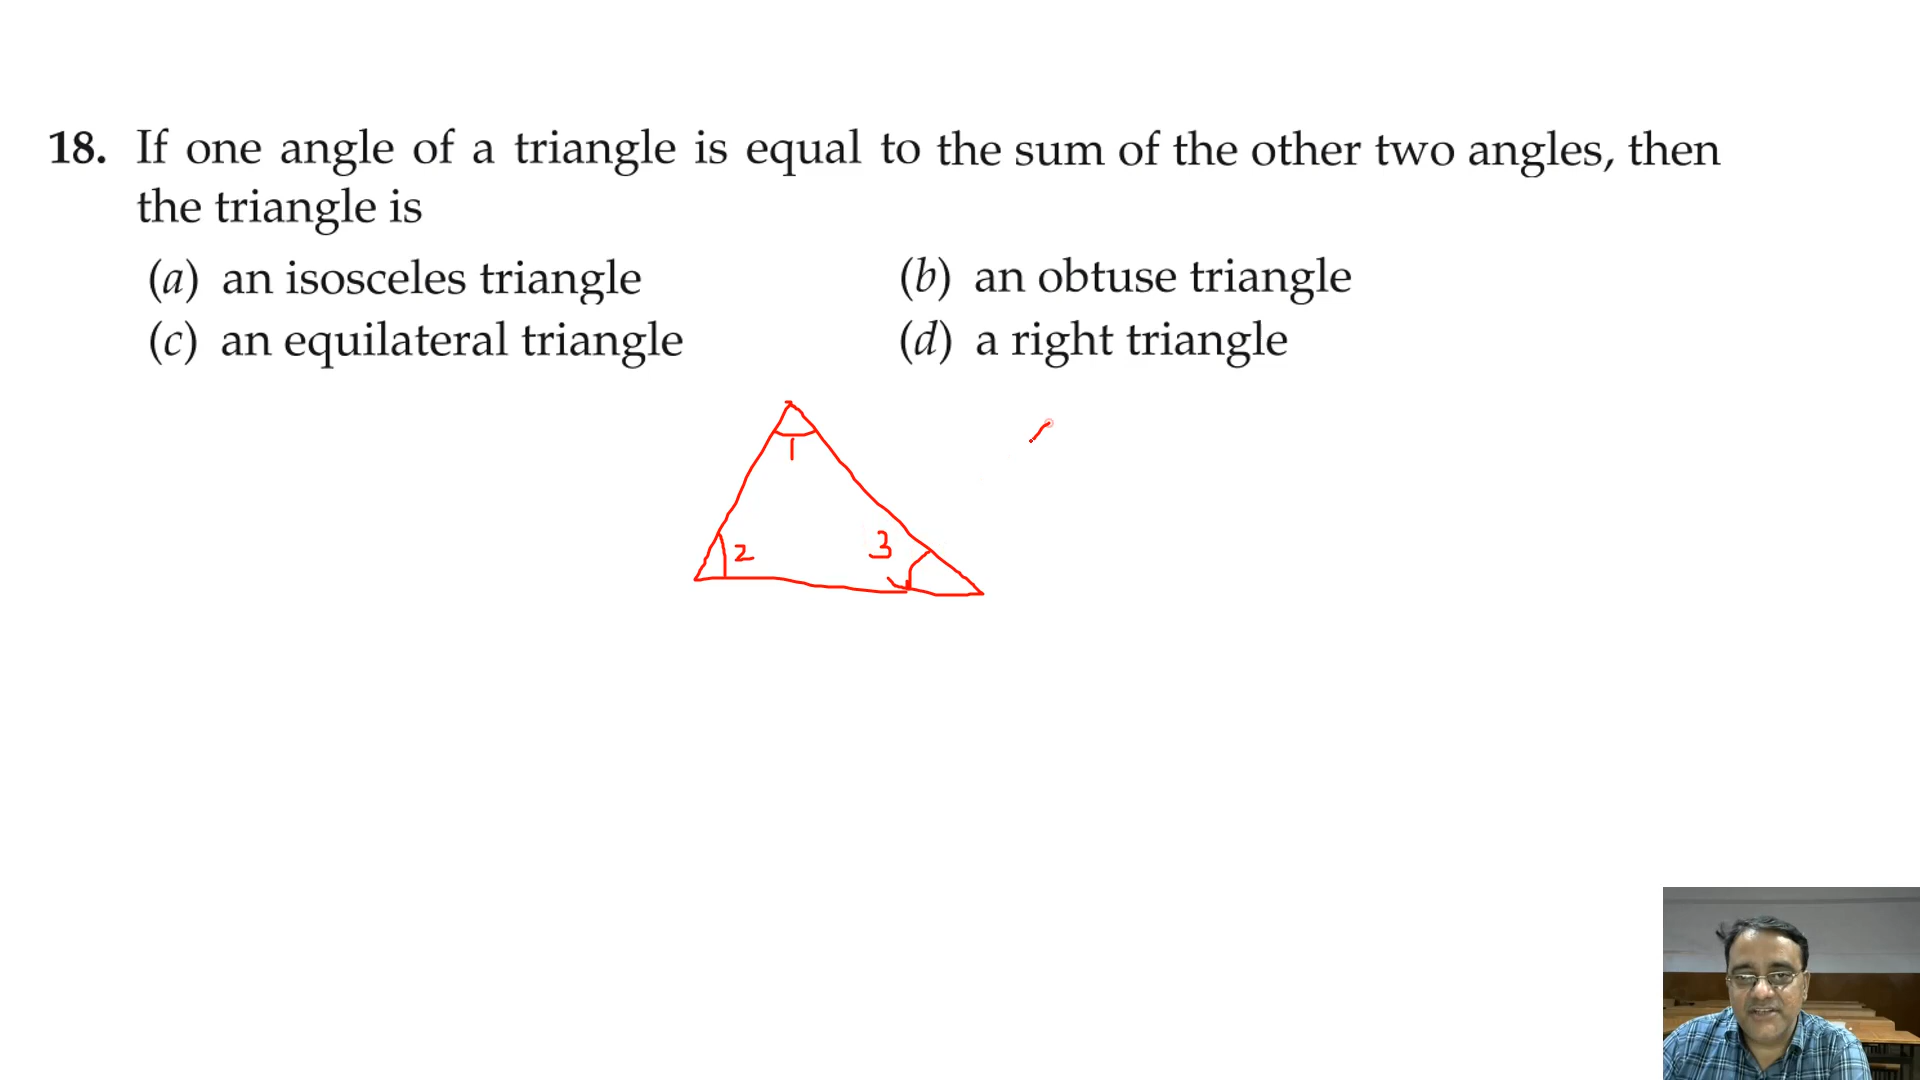 18. If one angle of a triangle is equal to the sum of the other two angles, then
the triangle is
(a) an isosceles triangle (b) an obtuse triangle
(c) an equilateral triangle (d) a right triangle
1
3
2